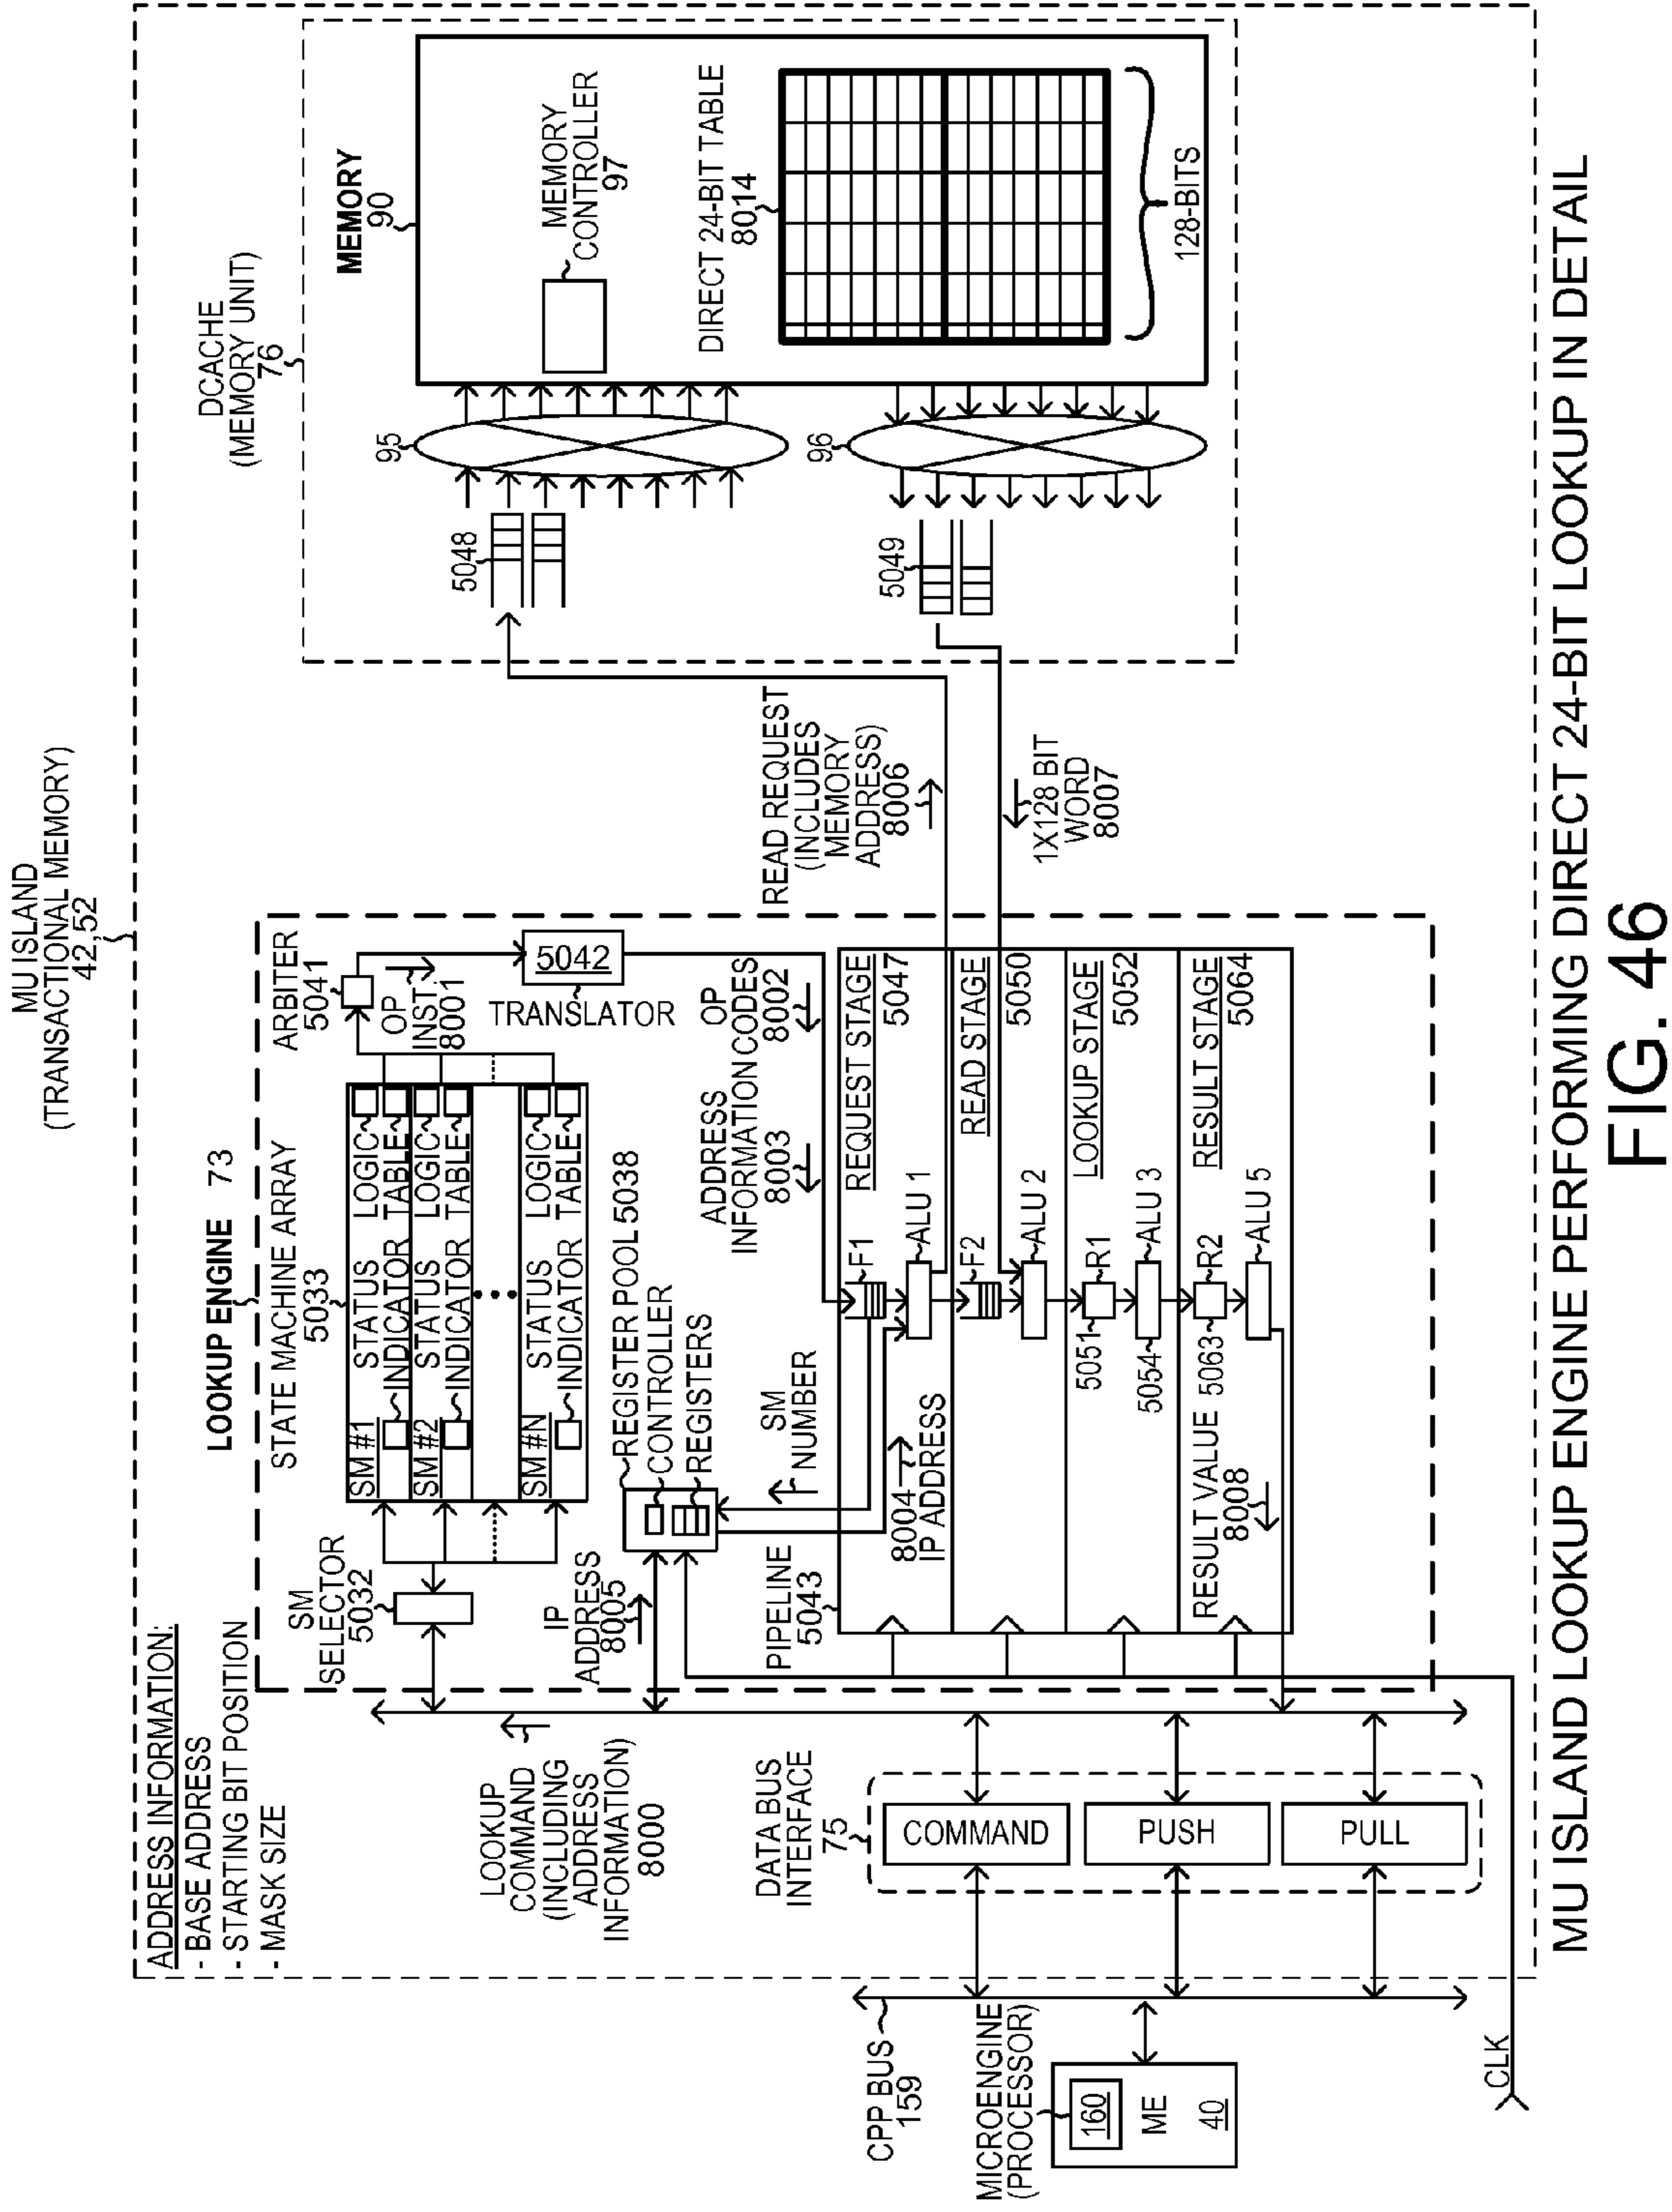 MU ISLAND
(TRANSACTIONAL MEMORY)
42,52
ADDRESS INFORMATION:
- BASE ADDRESS
- STARTING BIT POSITION
- MASK SIZE
LOOKUP ENGINE 73
STATE MACHINE ARRAY
5033
SM
SELECTOR
5032
SM #1
STATUS
INDICATOR
LOGIC
TABLE
SM #2
STATUS
INDICATOR
LOGIC
TABLE
SM #N
STATUS
INDICATOR
LOGIC
TABLE
ARBITER
5041
OP
INST.
8001
5042
TRANSLATOR
LOOKUP
COMMAND
(INCLUDING
ADDRESS
INFORMATION)
8000
IP
ADDRESS
8005
REGISTER POOL 5038
CONTROLLER
REGISTERS
SM
NUMBER
ADDRESS
INFORMATION
8003
OP
CODES
8002
PIPELINE
5043
8004
IP ADDRESS
F1
ALU 1
REQUEST STAGE
5047
F2
ALU 2
READ STAGE
5050
5051
R1
5054
ALU 3
LOOKUP STAGE
5052
RESULT VALUE
8008
5063
R2
ALU 5
RESULT STAGE
5064
READ REQUEST
(INCLUDES
MEMORY
ADDRESS)
8006
1X128 BIT
WORD
8007
DCACHE
(MEMORY UNIT)
76
5048
5049
95
96
MEMORY
90
MEMORY
CONTROLLER
97
DIRECT 24-BIT TABLE
8014
128-BITS
DATA BUS
INTERFACE
75
COMMAND
PUSH
PULL
CPP BUS
159
MICROENGINE
(PROCESSOR)
160
ME
40
CLK
MU ISLAND LOOKUP ENGINE PERFORMING DIRECT 24-BIT LOOKUP IN DETAIL
FIG. 46